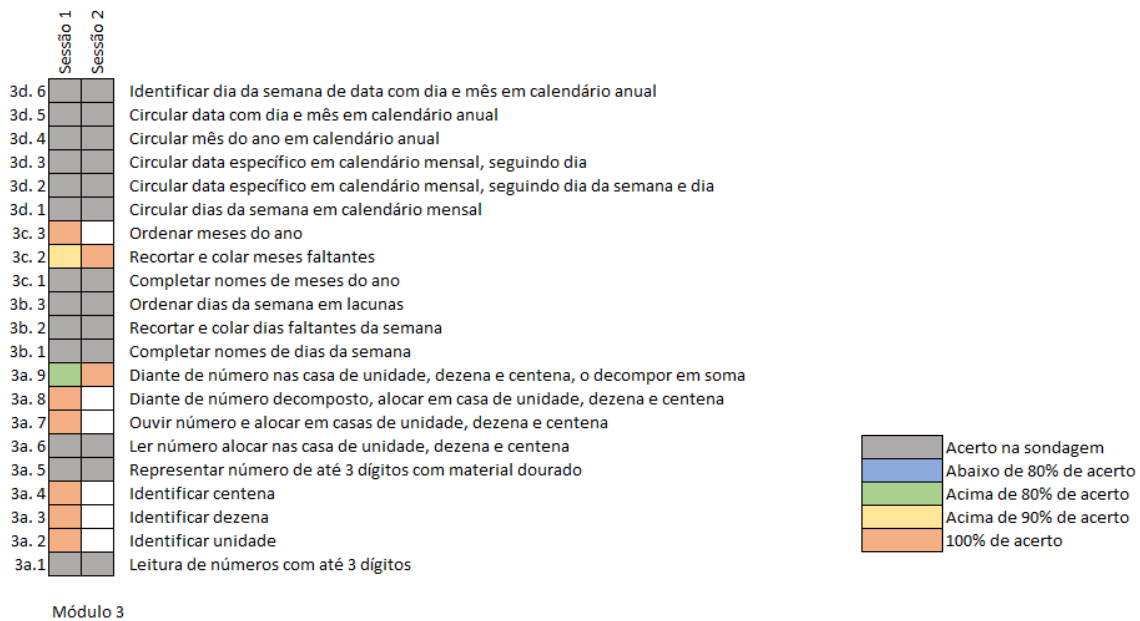 Sessão 1
Sessão 2
3d. 6 Identificar dia da semana de data com dia e mês em calendário anual
3d. 5 Circular data com dia e mês em calendário anual
3d. 4 Circular mês do ano em calendário anual
3d. 3 Circular data específico em calendário mensal, seguindo dia
3d. 2 Circular data específico em calendário mensal, seguindo dia da semana e dia
3d. 1 Circular dias da semana em calendário mensal
3c. 3 Ordenar meses do ano
3c. 2 Recortar e colar meses faltantes
3c. 1 Completar nomes de meses do ano
3b. 3 Ordenar dias da semana em lacunas
3b. 2 Recortar e colar dias faltantes da semana
3b. 1 Completar nomes de dias da semana
3a. 9 Diante de número nas casa de unidade, dezena e centena, o decompor em soma
3a. 8 Diante de número decomposto, alocar em casa de unidade, dezena e centena
3a. 7 Ouvir número e alocar em casas de unidade, dezena e centena
3a. 6 Ler número alocar nas casa de unidade, dezena e centena
3a. 5 Representar número de até 3 dígitos com material dourado
3a. 4 Identificar centena
3a. 3 Identificar dezena
3a. 2 Identificar unidade
3a.1 Leitura de números com até 3 dígitos
Módulo 3
Acerto na sondagem
Abaixo de 80% de acerto
Acima de 80% de acerto
Acima de 90% de acerto
100% de acerto